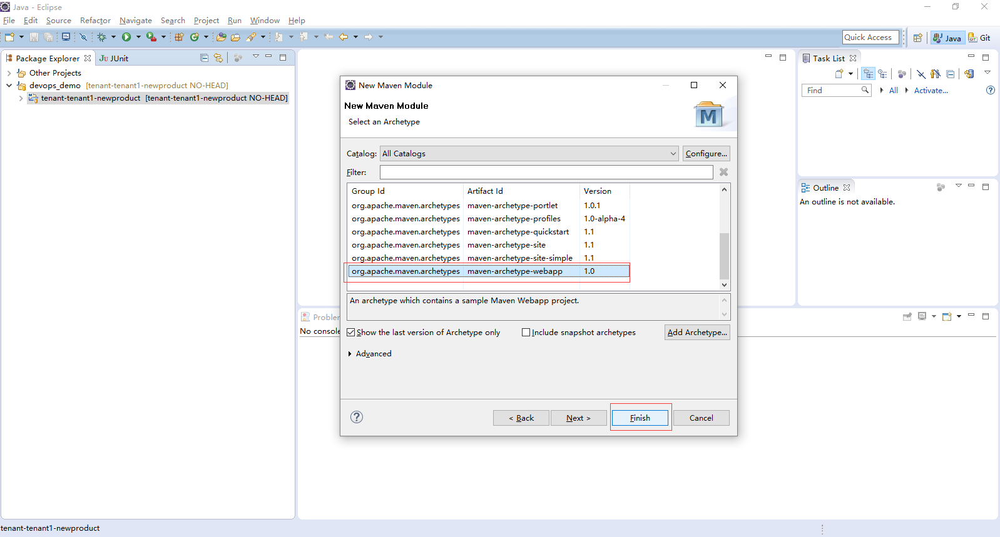 Java - Eclipse
File Edit Source Refactor Navigate Search Project Run Window Help
Quick Access
Java
Git
Package Explorer
JUnit
Other Projects
devops_demo [tenant-tenant1-newproduct NO-HEAD]
tenant-tenant1-newproduct [tenant-tenant1-newproduct NO-HEAD]
New Maven Module
New Maven Module
Select an Archetype
Catalog: All Catalogs Configure...
Filter:
Group Id Artifact Id Version
org.apache.maven.archetypes maven-archetype-portlet 1.0.1
org.apache.maven.archetypes maven-archetype-profiles 1.0-alpha-4
org.apache.maven.archetypes maven-archetype-quickstart 1.1
org.apache.maven.archetypes maven-archetype-site 1.1
org.apache.maven.archetypes maven-archetype-site-simple 1.1
org.apache.maven.archetypes maven-archetype-webapp 1.0
An archetype which contains a sample Maven Webapp project.
Show the last version of Archetype only Include snapshot archetypes Add Archetype...
Advanced
< Back Next > Finish Cancel
Task List
Find All Activate...
Outline
An outline is not available.
Probler
No console
tenant-tenant1-newproduct